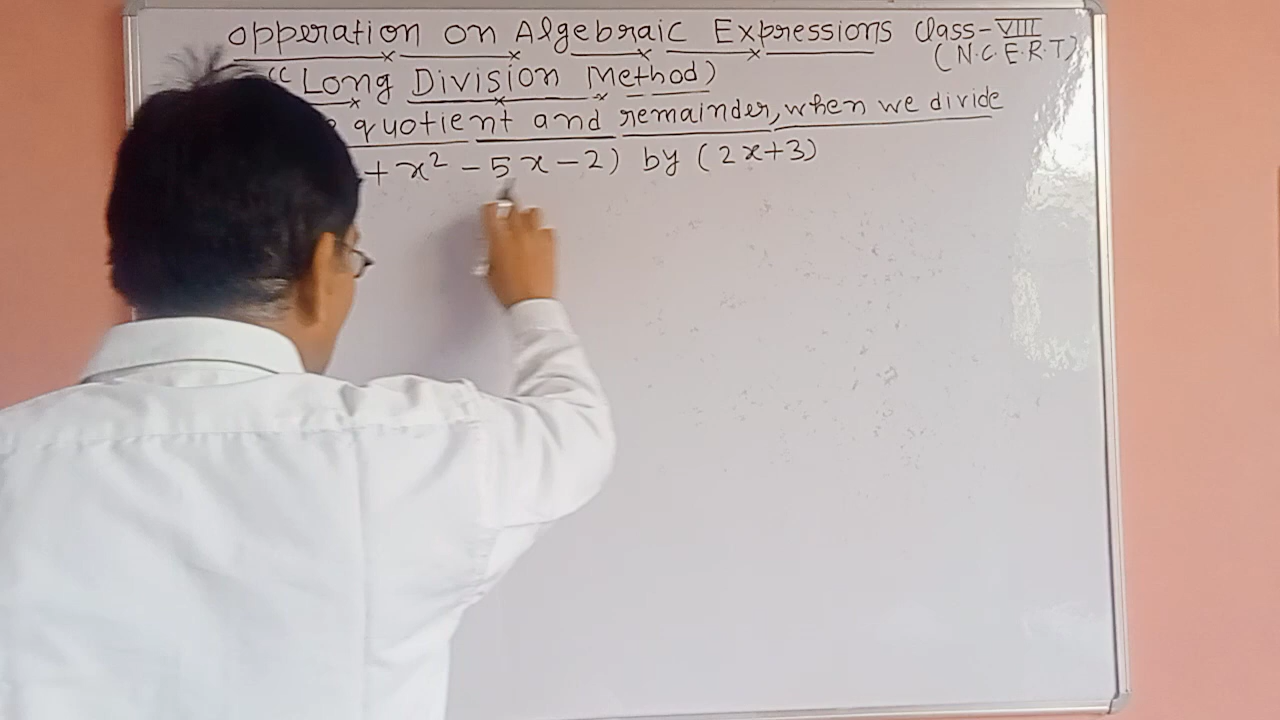 Opperation on Algebraic Expressions Class-VIII
(N.C.E.R.T)
"Long Division Method)
quotient and remainder, when we divide
+ x² - 5x - 2) by (2x+3)